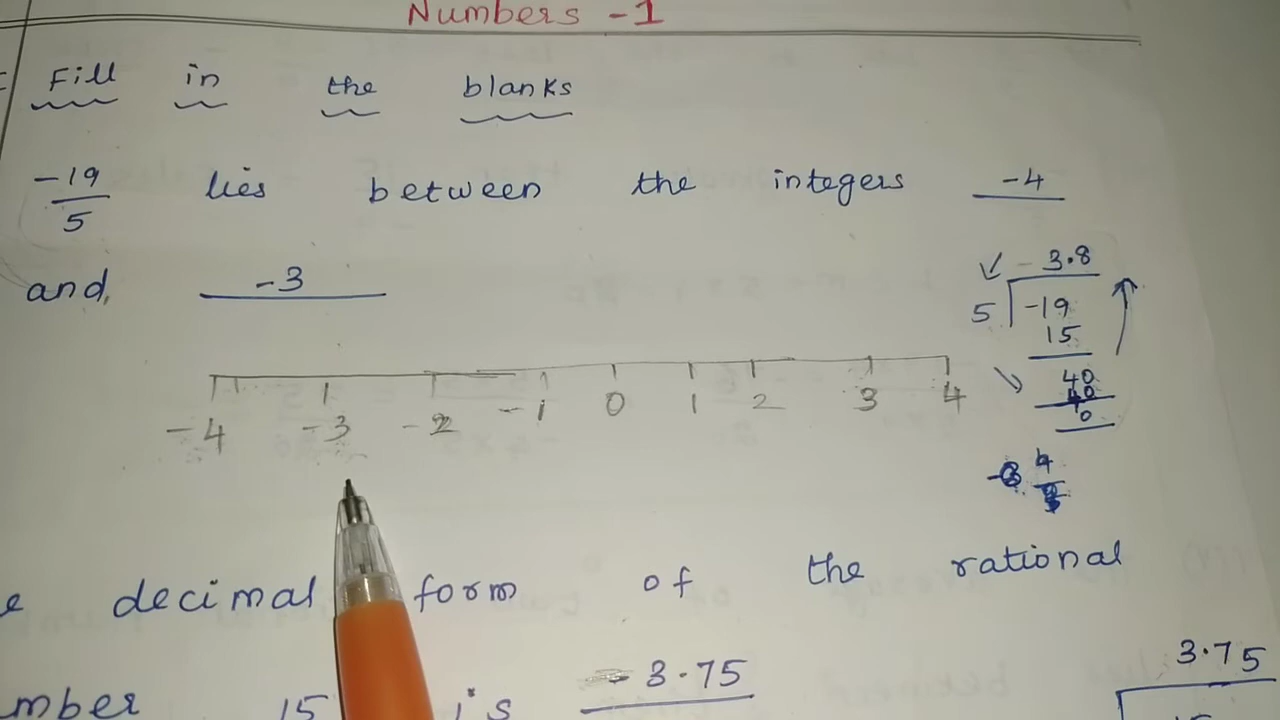 Numbers - 1
Fill in the blanks
-19/5 lies between the integers -4
and, -3
- 3.8
5 -19
15
40
40
0
-4 -3 -2 -1 0 1 2 3 4
4
decimal form of the rational
15 is - 3.75
3.75
15